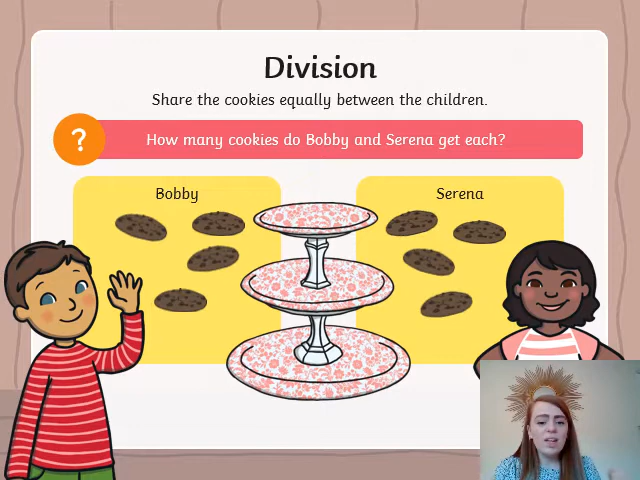 Division
Share the cookies equally between the children.
?
How many cookies do Bobby and Serena get each?
Bobby
Serena